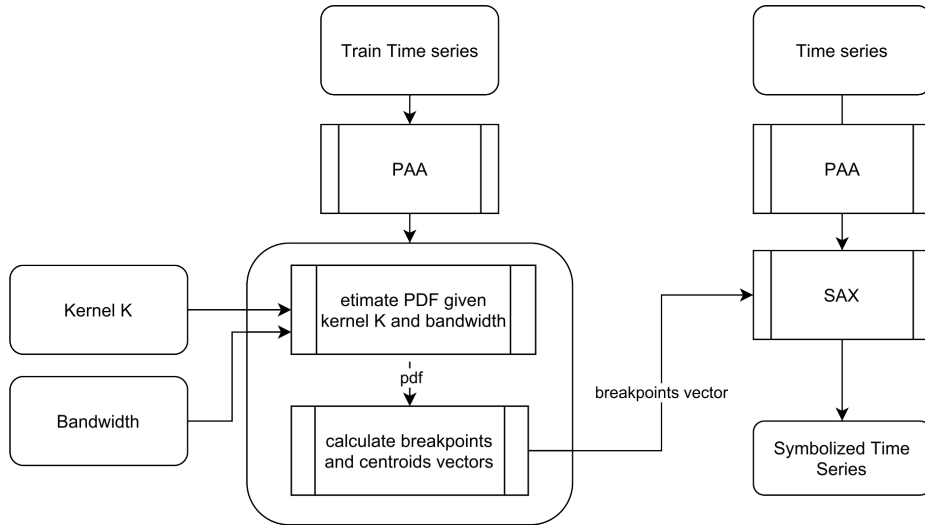 Train Time series
Time series
PAA
PAA
etimate PDF given
kernel K and bandwidth
Kernel K
SAX
pdf
breakpoints vector
Bandwidth
calculate breakpoints
and centroids vectors
Symbolized Time
Series